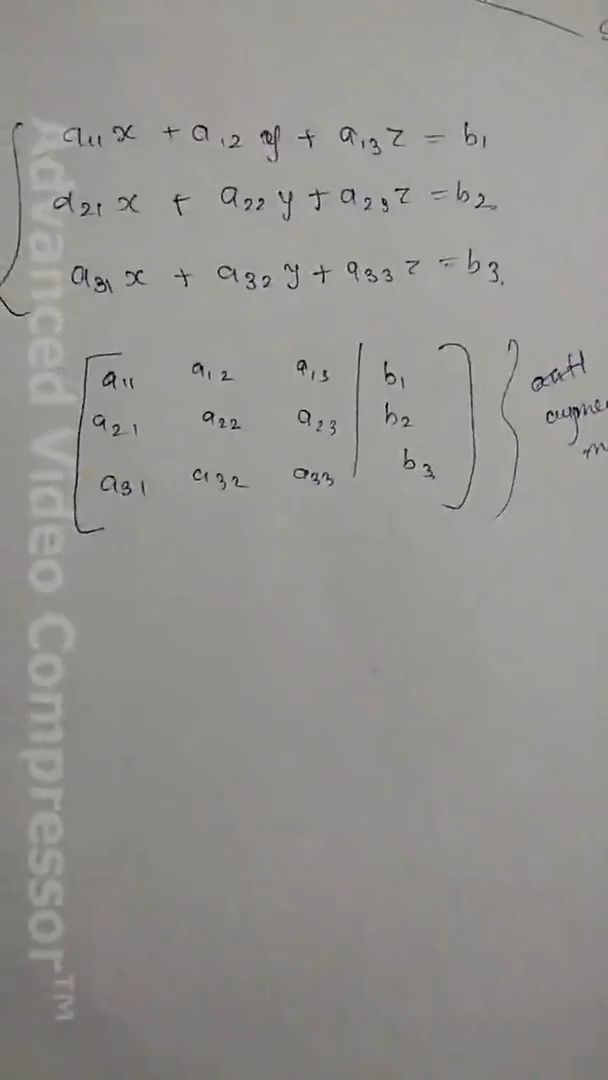 a11x + a12y + a13z = b1
a21x + a22y + a23z = b2
a31x + a32y + a33z = b3
a11 a12 a13 | b1
a21 a22 a23 | b2
a31 a32 a33 | b3
Advanced Video Compressor™